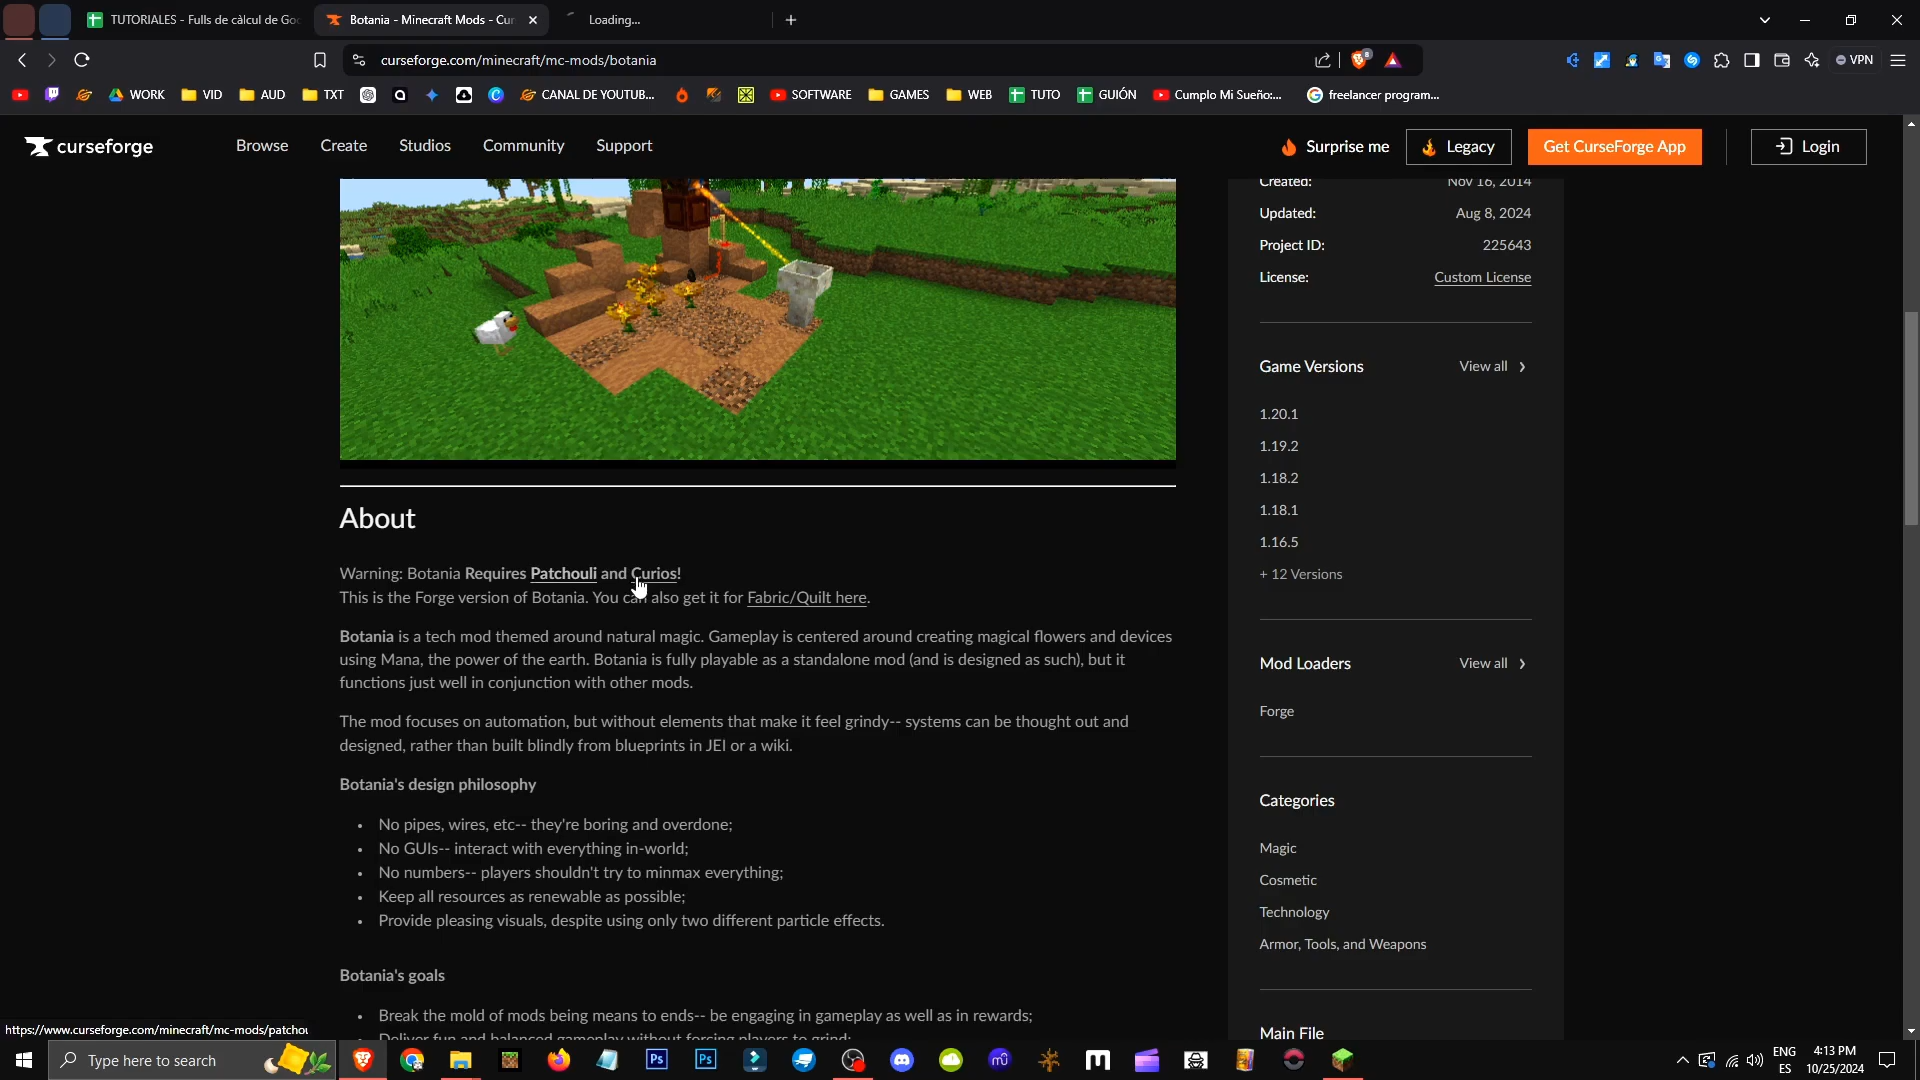 TUTORIALES - Fulls de càlcul de Goo
Botania - Minecraft Mods - Cur
Loading...
curseforge.com/minecraft/mc-mods/botania
VPN
WORK
VID
AUD
TXT
CANAL DE YOUTUB...
SOFTWARE
GAMES
WEB
TUTO
GUIÓN
Cumplo Mi Sueño:...
freelancer program...
curseforge
Browse
Create
Studios
Community
Support
Surprise me
Legacy
Get CurseForge App
Login
About
Warning: Botania Requires Patchouli and Curios!
This is the Forge version of Botania. You can also get it for Fabric/Quilt here.
Botania is a tech mod themed around natural magic. Gameplay is centered around creating magical flowers and devices
using Mana, the power of the earth. Botania is fully playable as a standalone mod (and is designed as such), but it
functions just well in conjunction with other mods.
The mod focuses on automation, but without elements that make it feel grindy-- systems can be thought out and
designed, rather than built blindly from blueprints in JEI or a wiki.
Botania's design philosophy
• No pipes, wires, etc-- they're boring and overdone;
• No GUIs-- interact with everything in-world;
• No numbers-- players shouldn't try to minmax everything;
• Keep all resources as renewable as possible;
• Provide pleasing visuals, despite using only two different particle effects.
Botania's goals
• Break the mold of mods being means to ends-- be engaging in gameplay as well as in rewards;
Deliver fun and balanced gameplay without forcing players to grind;
Created: Nov 16, 2014
Updated: Aug 8, 2024
Project ID: 225643
License: Custom License
Game Versions View all
1.20.1
1.19.2
1.18.2
1.18.1
1.16.5
+ 12 Versions
Mod Loaders View all
Forge
Categories
Magic
Cosmetic
Technology
Armor, Tools, and Weapons
Main File
https://www.curseforge.com/minecraft/mc-mods/patchou
Type here to search
ENG
ES
4:13 PM
10/25/2024